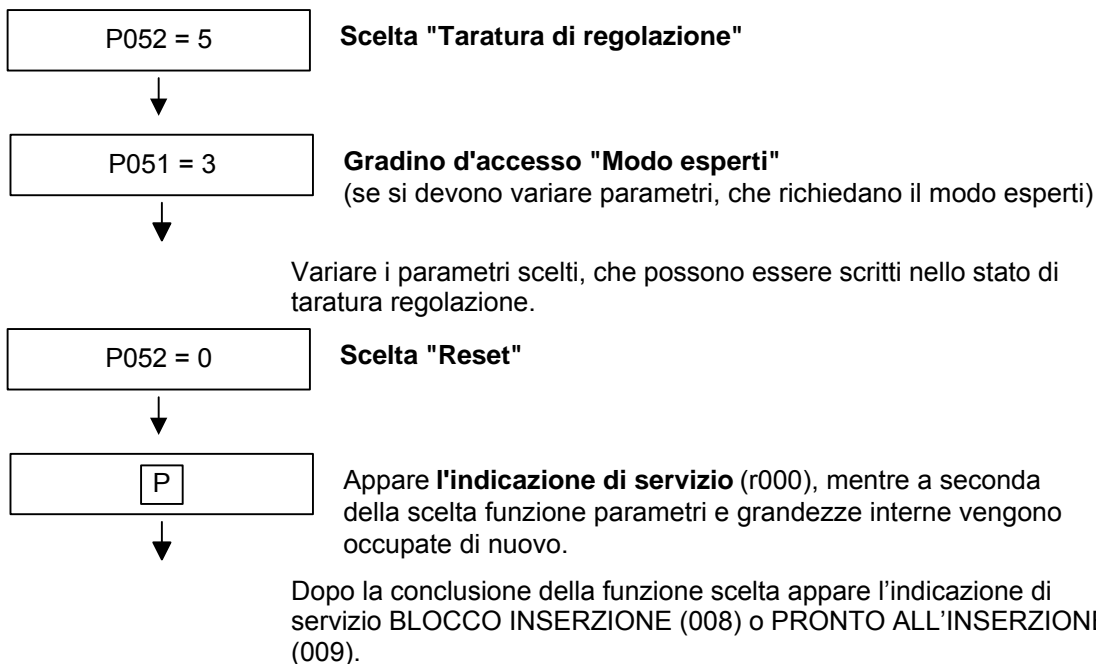 P052 = 5
Scelta "Taratura di regolazione"
P051 = 3
Gradino d'accesso "Modo esperti"
(se si devono variare parametri, che richiedano il modo esperti)
Variare i parametri scelti, che possono essere scritti nello stato di
taratura regolazione.
P052 = 0
Scelta "Reset"
P
Appare l'indicazione di servizio (r000), mentre a seconda
della scelta funzione parametri e grandezze interne vengono
occupate di nuovo.
Dopo la conclusione della funzione scelta appare l’indicazione di
servizio BLOCCO INSERZIONE (008) o PRONTO ALL’INSERZIONE
(009).